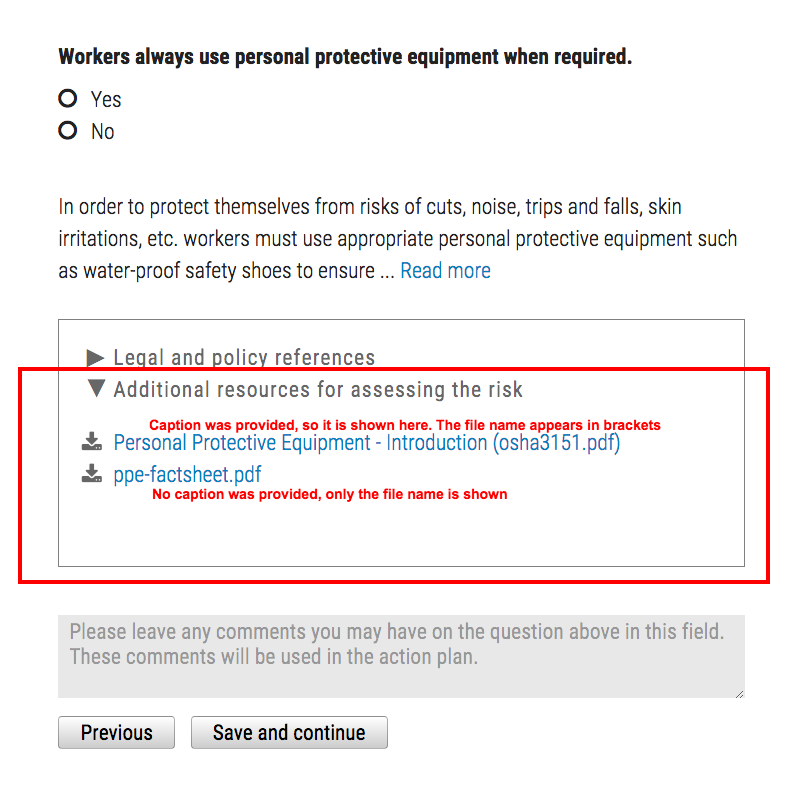 Workers always use personal protective equipment when required.
Yes
No
In order to protect themselves from risks of cuts, noise, trips and falls, skin
irritations, etc. workers must use appropriate personal protective equipment such
as water-proof safety shoes to ensure ... Read more
Legal and policy references
Additional resources for assessing the risk
Caption was provided, so it is shown here. The file name appears in brackets
Personal Protective Equipment - Introduction (osha3151.pdf)
ppe-factsheet.pdf
No caption was provided, only the file name is shown
Please leave any comments you may have on the question above in this field.
These comments will be used in the action plan.
Previous Save and continue